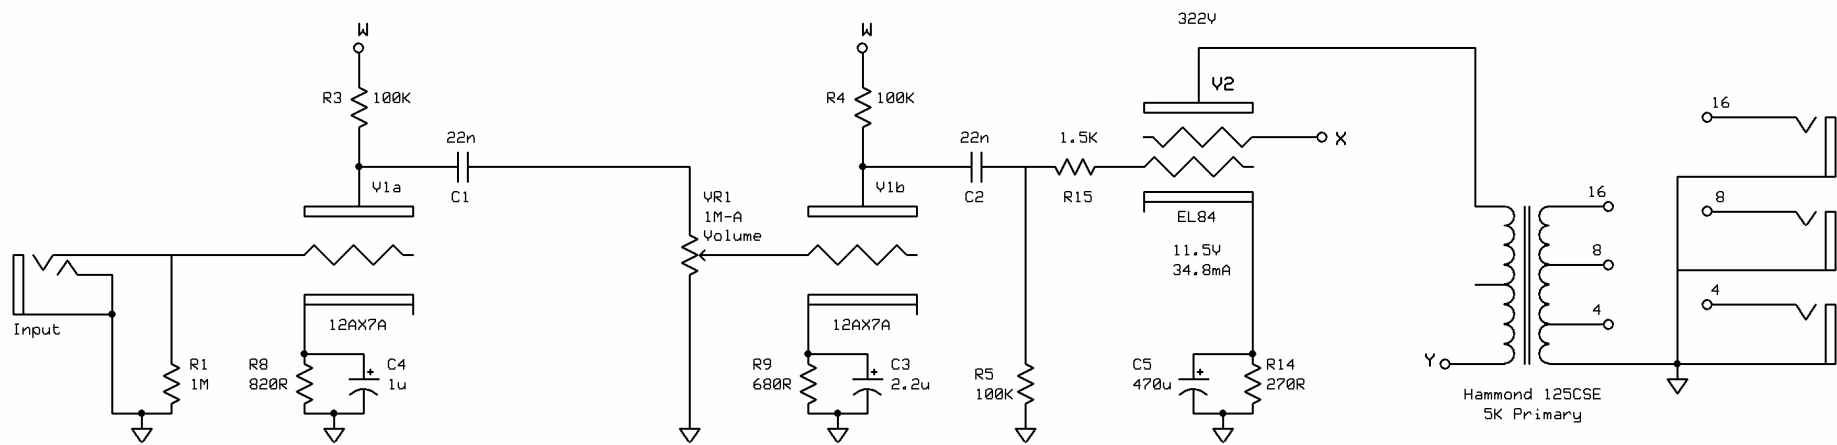 322V
W
W
R3 100K
R4 100K
V2
16
22n
22n
1.5K
X
V1a
C1
V1b
C2
R15
VR1
1M-A
Volume
EL84
11.5V
34.8mA
16
8
8
4
4
Input
12AX7A
12AX7A
R1
1M
R8
820R
+
C4
1u
R9
680R
+
C3
2.2u
R5
100K
C5
470u
+
R14
270R
Y
Hammond 125CSE
5K Primary